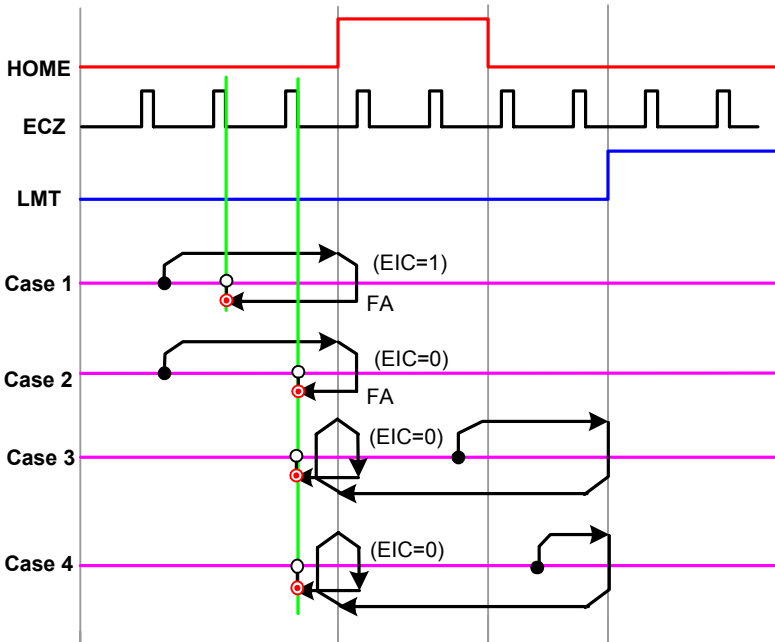 HOME
ECZ
LMT
Case 1
(EIC=1)
FA
Case 2
(EIC=0)
FA
Case 3
(EIC=0)
Case 4
(EIC=0)